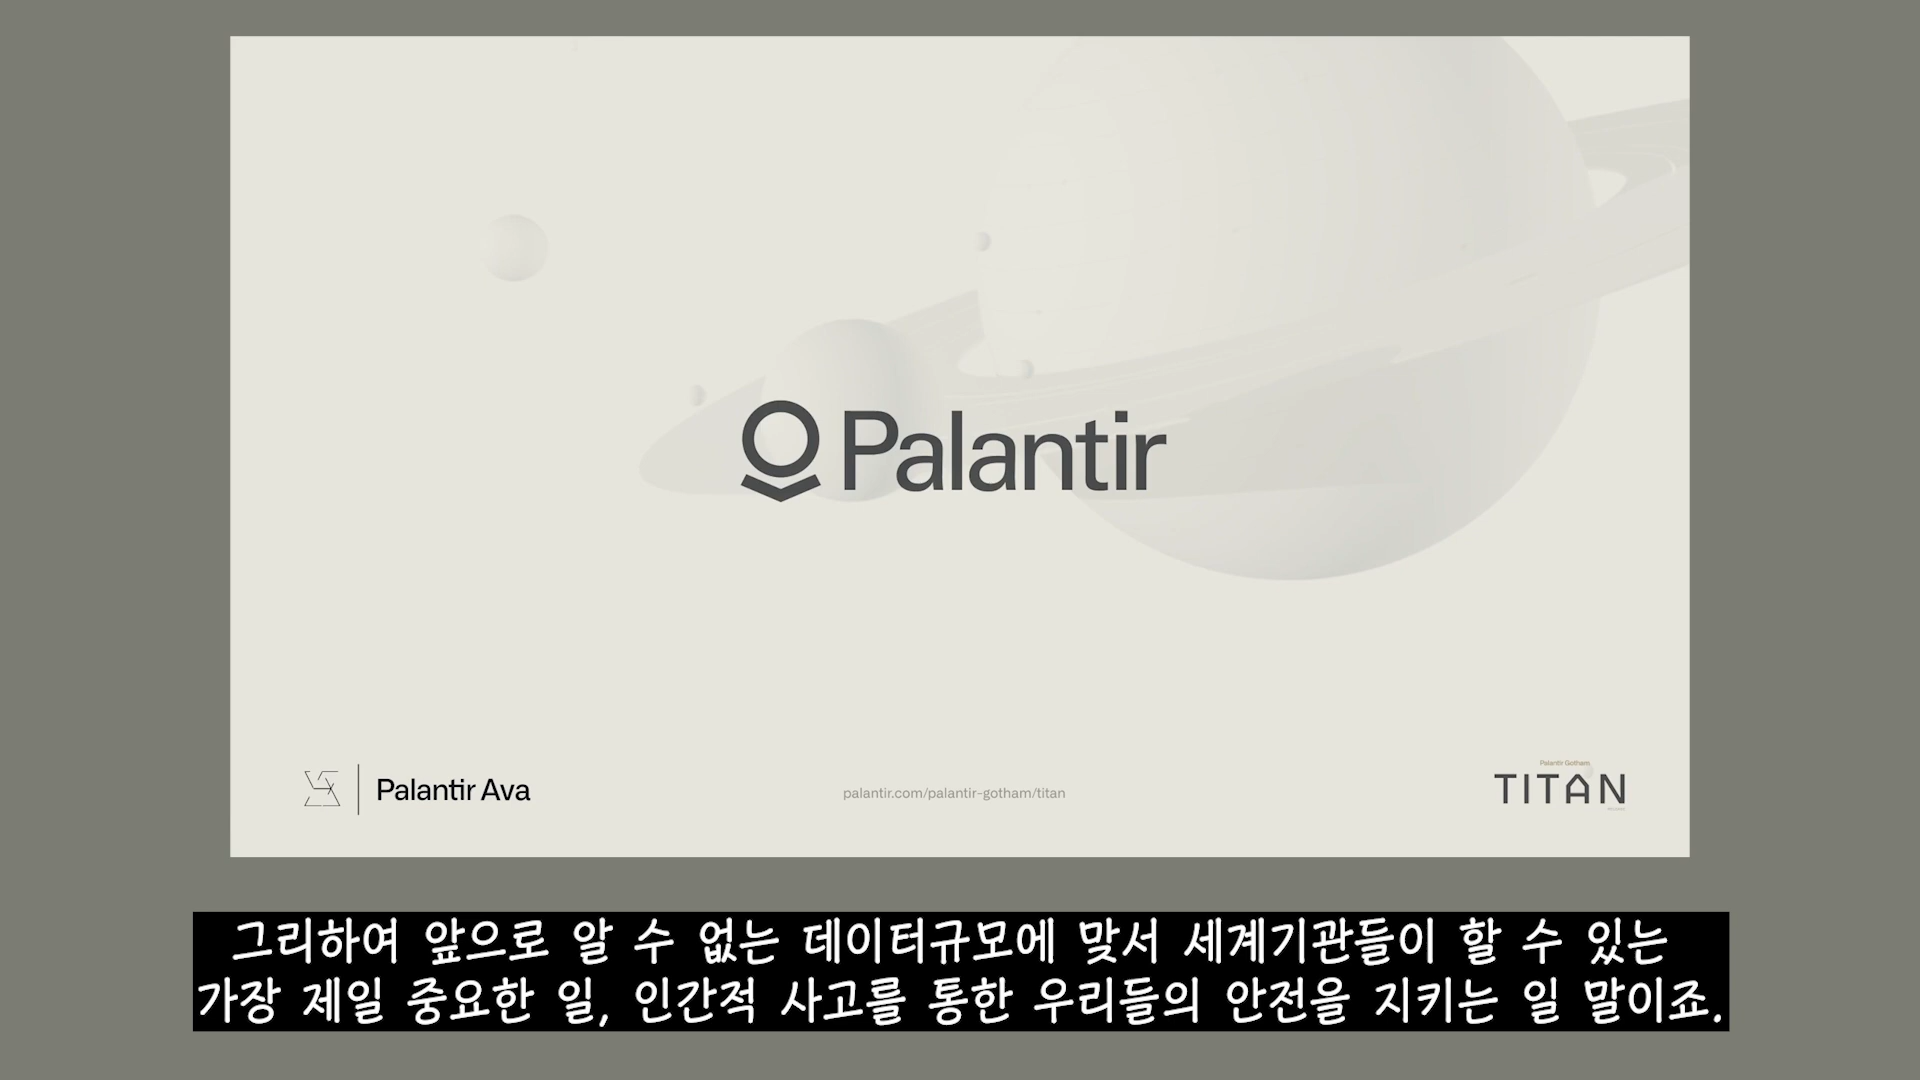 Palantir
Palantir Ava
palantir.com/palantir-gotham/titan
Palantir Gotham
TITAN
그리하여 앞으로 알 수 없는 데이터규모에 맞서 세계기관들이 할 수 있는
가장 제일 중요한 일, 인간적 사고를 통한 우리들의 안전을 지키는 일 말이죠.